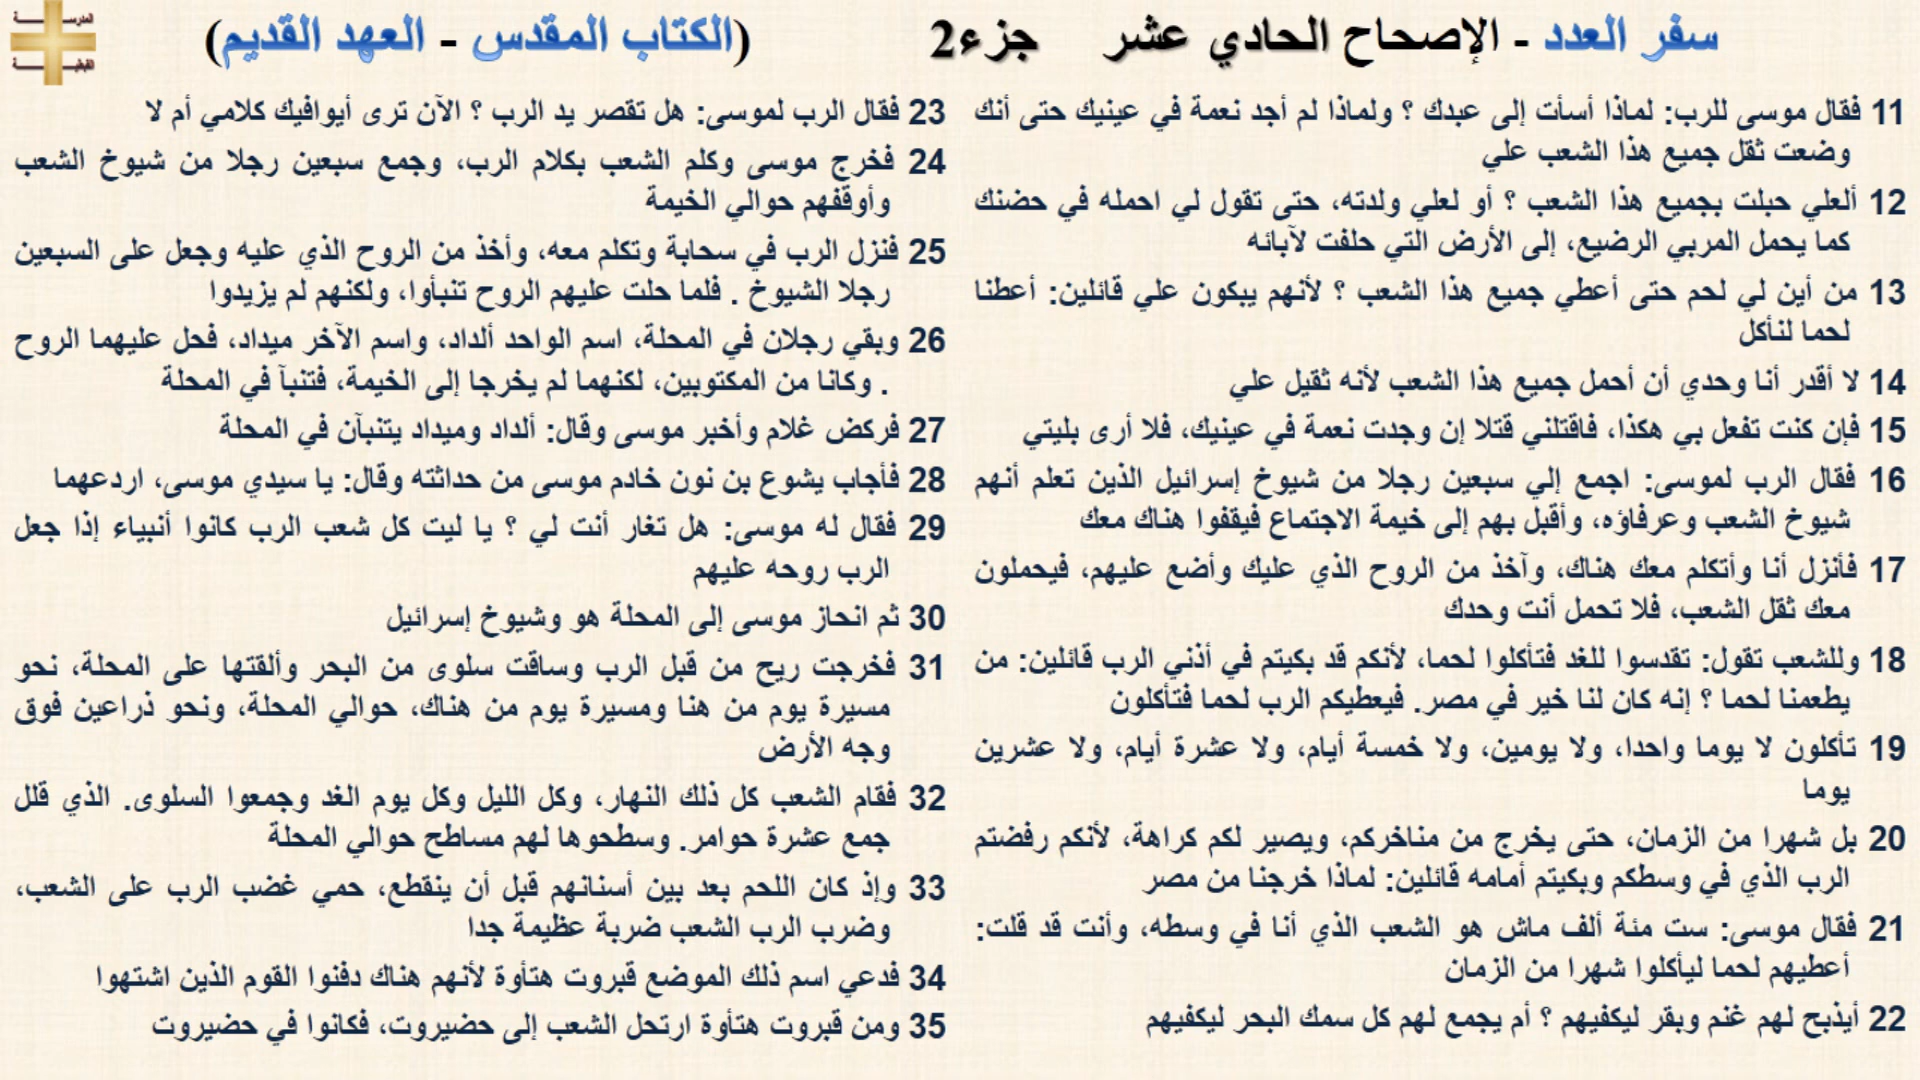 سفر العدد - الإصحاح الحادي عشر جزء2 (الكتاب المقدس - العهد القديم)
المدرســـــــة
11 فقال موسى للرب: لماذا أسأت إلى عبدك ؟ ولماذا لم أجد نعمة في عينيك حتى أنك
وضعت ثقل جميع هذا الشعب علي
12 ألعلي حبلت بجميع هذا الشعب ؟ أو لعلي ولدته، حتى تقول لي احمله في حضنك
كما يحمل المربي الرضيع، إلى الأرض التي حلفت لآبائه
13 من أين لي لحم حتى أعطي جميع هذا الشعب ؟ لأنهم يبكون علي قائلين: أعطنا
لحما لنأكل
14 لا أقدر أنا وحدي أن أحمل جميع هذا الشعب لأنه ثقيل علي
15 فإن كنت تفعل بي هكذا، فاقتلني قتلا إن وجدت نعمة في عينيك، فلا أرى بليتي
16 فقال الرب لموسى: اجمع إلي سبعين رجلا من شيوخ إسرائيل الذين تعلم أنهم
شيوخ الشعب وعرفاؤه، وأقبل بهم إلى خيمة الاجتماع فيقفوا هناك معك
17 فأنزل أنا وأتكلم معك هناك، وآخذ من الروح الذي عليك وأضع عليهم، فيحملون
معك ثقل الشعب، فلا تحمل أنت وحدك
18 وللشعب تقول: تقدسوا للغد فتأكلوا لحما، لأنكم قد بكيتم في أذني الرب قائلين: من
يطعمنا لحما ؟ إنه كان لنا خير في مصر. فيعطيكم الرب لحما فتأكلون
19 تأكلون لا يوما واحدا، ولا يومين، ولا خمسة أيام، ولا عشرة أيام، ولا عشرين
يوما
20 بل شهرا من الزمان، حتى يخرج من مناخركم، ويصير لكم كراهة، لأنكم رفضتم
الرب الذي في وسطكم وبكيتم أمامه قائلين: لماذا خرجنا من مصر
21 فقال موسى: ست مئة ألف ماش هو الشعب الذي أنا في وسطه، وأنت قد قلت:
أعطيهم لحما ليأكلوا شهرا من الزمان
22 أيذبح لهم غنم وبقر ليكفيهم ؟ أم يجمع لهم كل سمك البحر ليكفيهم
23 فقال الرب لموسى: هل تقصر يد الرب ؟ الآن ترى أيوافيك كلامي أم لا
24 فخرج موسى وكلم الشعب بكلام الرب، وجمع سبعين رجلا من شيوخ الشعب
وأوقفهم حوالي الخيمة
25 فنزل الرب في سحابة وتكلم معه، وأخذ من الروح الذي عليه وجعل على السبعين
رجلا الشيوخ . فلما حلت عليهم الروح تنبأوا، ولكنهم لم يزيدوا
26 وبقي رجلان في المحلة، اسم الواحد ألداد، واسم الآخر ميداد، فحل عليهما الروح
. وكانا من المكتوبين، لكنهما لم يخرجا إلى الخيمة، فتنبآ في المحلة
27 فركض غلام وأخبر موسى وقال: ألداد وميداد يتنبآن في المحلة
28 فأجاب يشوع بن نون خادم موسى من حداثته وقال: يا سيدي موسى، اردعهما
29 فقال له موسى: هل تغار أنت لي ؟ يا ليت كل شعب الرب كانوا أنبياء إذا جعل
الرب روحه عليهم
30 ثم انحاز موسى إلى المحلة هو وشيوخ إسرائيل
31 فخرجت ريح من قبل الرب وساقت سلوى من البحر وألقتها على المحلة، نحو
مسيرة يوم من هنا ومسيرة يوم من هناك، حوالي المحلة، ونحو ذراعين فوق
وجه الأرض
32 فقام الشعب كل ذلك النهار، وكل الليل وكل يوم الغد وجمعوا السلوى. الذي قلل
جمع عشرة حوامر. وسطحوها لهم مساطح حوالي المحلة
33 وإذ كان اللحم بعد بين أسنانهم قبل أن ينقطع، حمي غضب الرب على الشعب،
وضرب الرب الشعب ضربة عظيمة جدا
34 فدعي اسم ذلك الموضع قبروت هتأوة لأنهم هناك دفنوا القوم الذين اشتهوا
35 ومن قبروت هتأوة ارتحل الشعب إلى حضيروت، فكانوا في حضيروت